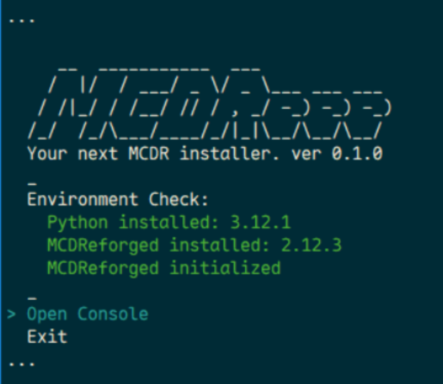 ...
MCDReee
Your next MCDR installer. ver 0.1.0
_
Environment Check:
Python installed: 3.12.1
MCDReforged installed: 2.12.3
MCDReforged initialized
_
> Open Console
Exit
...